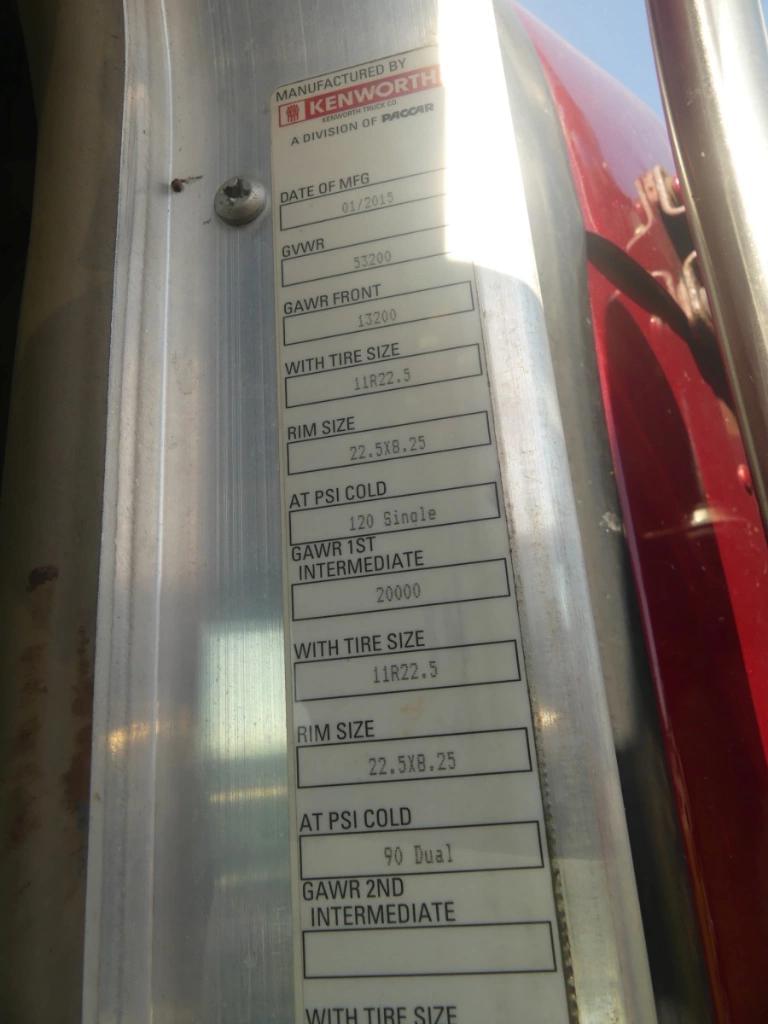 MANUFACTURED BY
KENWORTH
KENWORTH TRUCK CO.
A DIVISION OF PACCAR
DATE OF MFG
01/2015
GVWR
53200
GAWR FRONT
13200
WITH TIRE SIZE
11R22.5
RIM SIZE
22.5X8.25
AT PSI COLD
120 Single
GAWR 1ST
INTERMEDIATE
20000
WITH TIRE SIZE
11R22.5
RIM SIZE
22.5X8.25
AT PSI COLD
90 Dual
GAWR 2ND
INTERMEDIATE
WITH TIRE SIZE